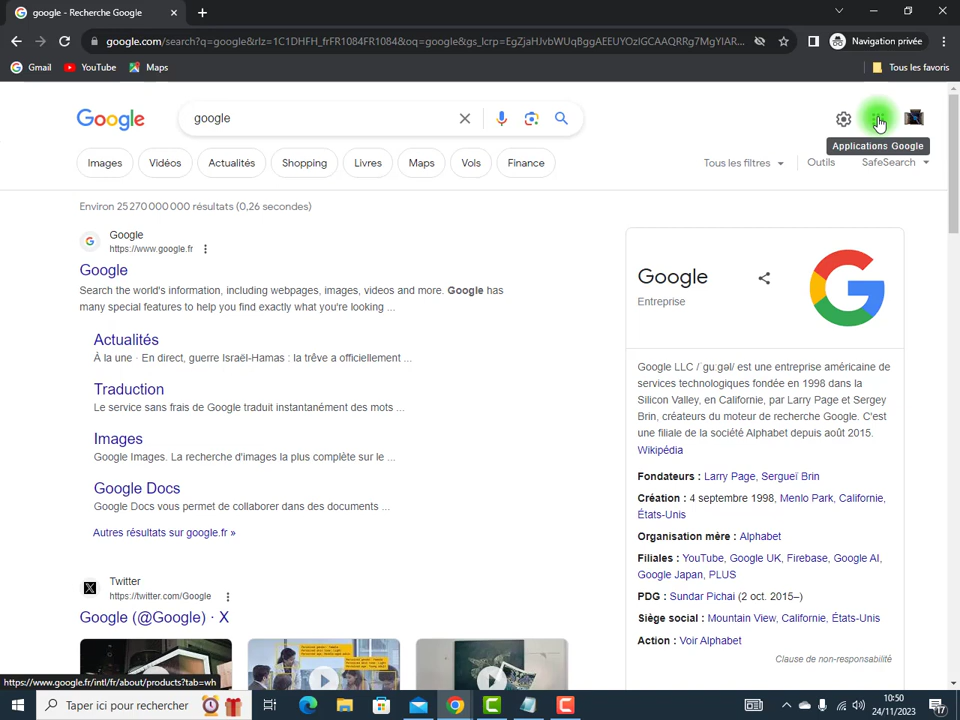 google - Recherche Google
google.com/search?q=google&rlz=1C1DHFH_frFR1084FR1084&oq=google&gs_lcrp=EgZjaHJvbWUqBggAEEUYOzIGCAAQRRg7MgYIAR...
Navigation privée
Gmail
YouTube
Maps
Tous les favoris
Google
google
Applications Google
Images
Vidéos
Actualités
Shopping
Livres
Maps
Vols
Finance
Tous les filtres
Outils
SafeSearch
Environ 25 270 000 000 résultats (0,26 secondes)
Google
https://www.google.fr
Google
Search the world's information, including webpages, images, videos and more. Google has
many special features to help you find exactly what you're looking ...
Actualités
À la une · En direct, guerre Israël-Hamas : la trêve a officiellement ...
Traduction
Le service sans frais de Google traduit instantanément des mots ...
Images
Google Images. La recherche d'images la plus complète sur le ...
Google Docs
Google Docs vous permet de collaborer dans des documents ...
Autres résultats sur google.fr »
Twitter
https://twitter.com/Google
Google (@Google) · X
Google
Entreprise
Google LLC /ˈguːgəl/ est une entreprise américaine de
services technologiques fondée en 1998 dans la
Silicon Valley, en Californie, par Larry Page et Sergey
Brin, créateurs du moteur de recherche Google. C'est
une filiale de la société Alphabet depuis août 2015.
Wikipédia
Fondateurs : Larry Page, Sergueï Brin
Création : 4 septembre 1998, Menlo Park, Californie,
États-Unis
Organisation mère : Alphabet
Filiales : YouTube, Google UK, Firebase, Google AI,
Google Japan, PLUS
PDG : Sundar Pichai (2 oct. 2015–)
Siège social : Mountain View, Californie, États-Unis
Action : Voir Alphabet
Clause de non-responsabilité
https://www.google.fr/intl/fr/about/products?tab=wh
Taper ici pour rechercher
10:50
24/11/2023
17